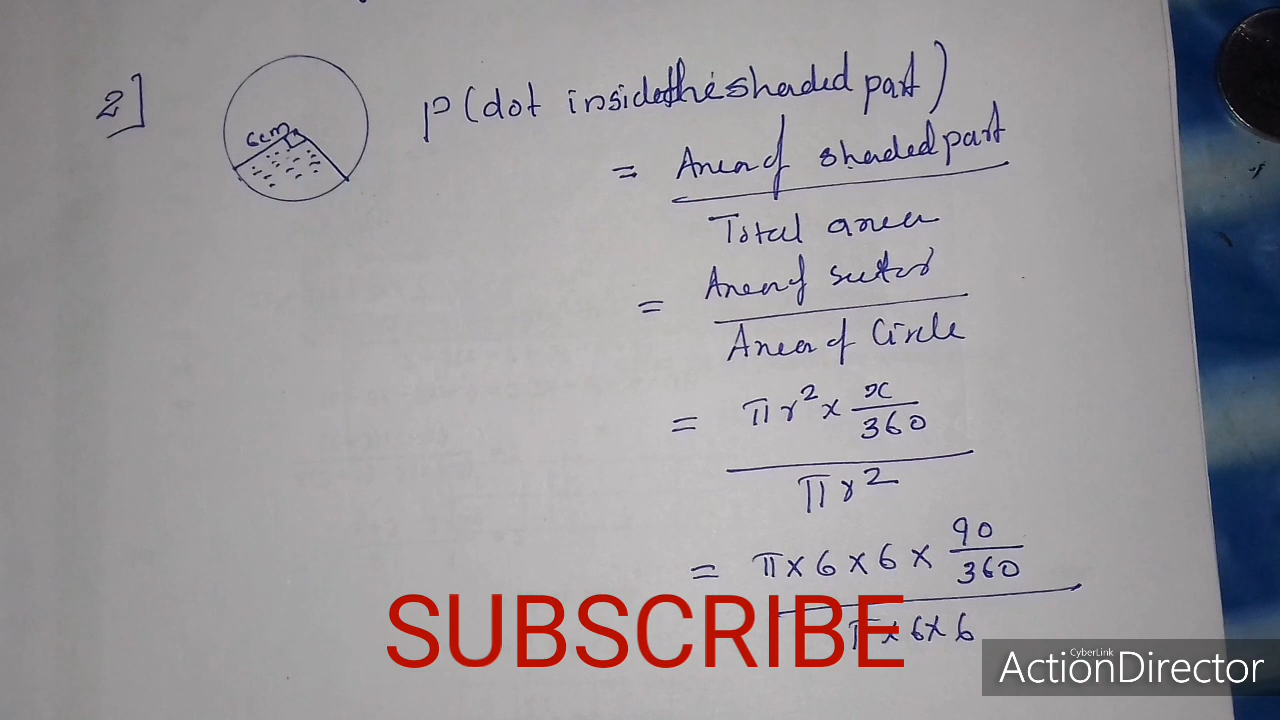 2]
6cm
P(dot inside the shaded part)
= Area of shaded part
Total area
= Area of sector
Area of Circle
= πr² × x/360
πr²
= π×6×6× 90/360
π×6×6
SUBSCRIBE
CyberLink
ActionDirector